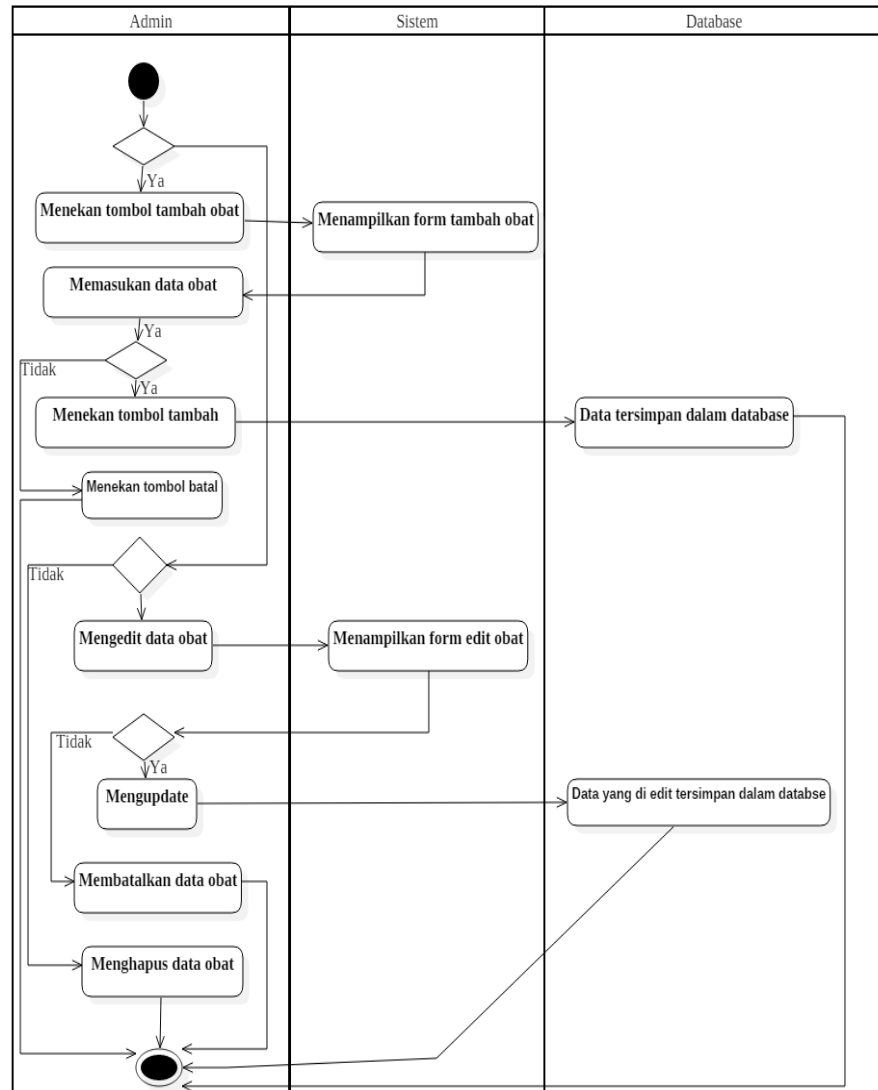 Admin
Sistem
Database
Ya
Menekan tombol tambah obat
Menampilkan form tambah obat
Memasukan data obat
Ya
Tidak
Ya
Menekan tombol tambah
Data tersimpan dalam database
Menekan tombol batal
Tidak
Mengedit data obat
Menampilkan form edit obat
Tidak
Ya
Mengupdate
Data yang di edit tersimpan dalam databse
Membatalkan data obat
Menghapus data obat